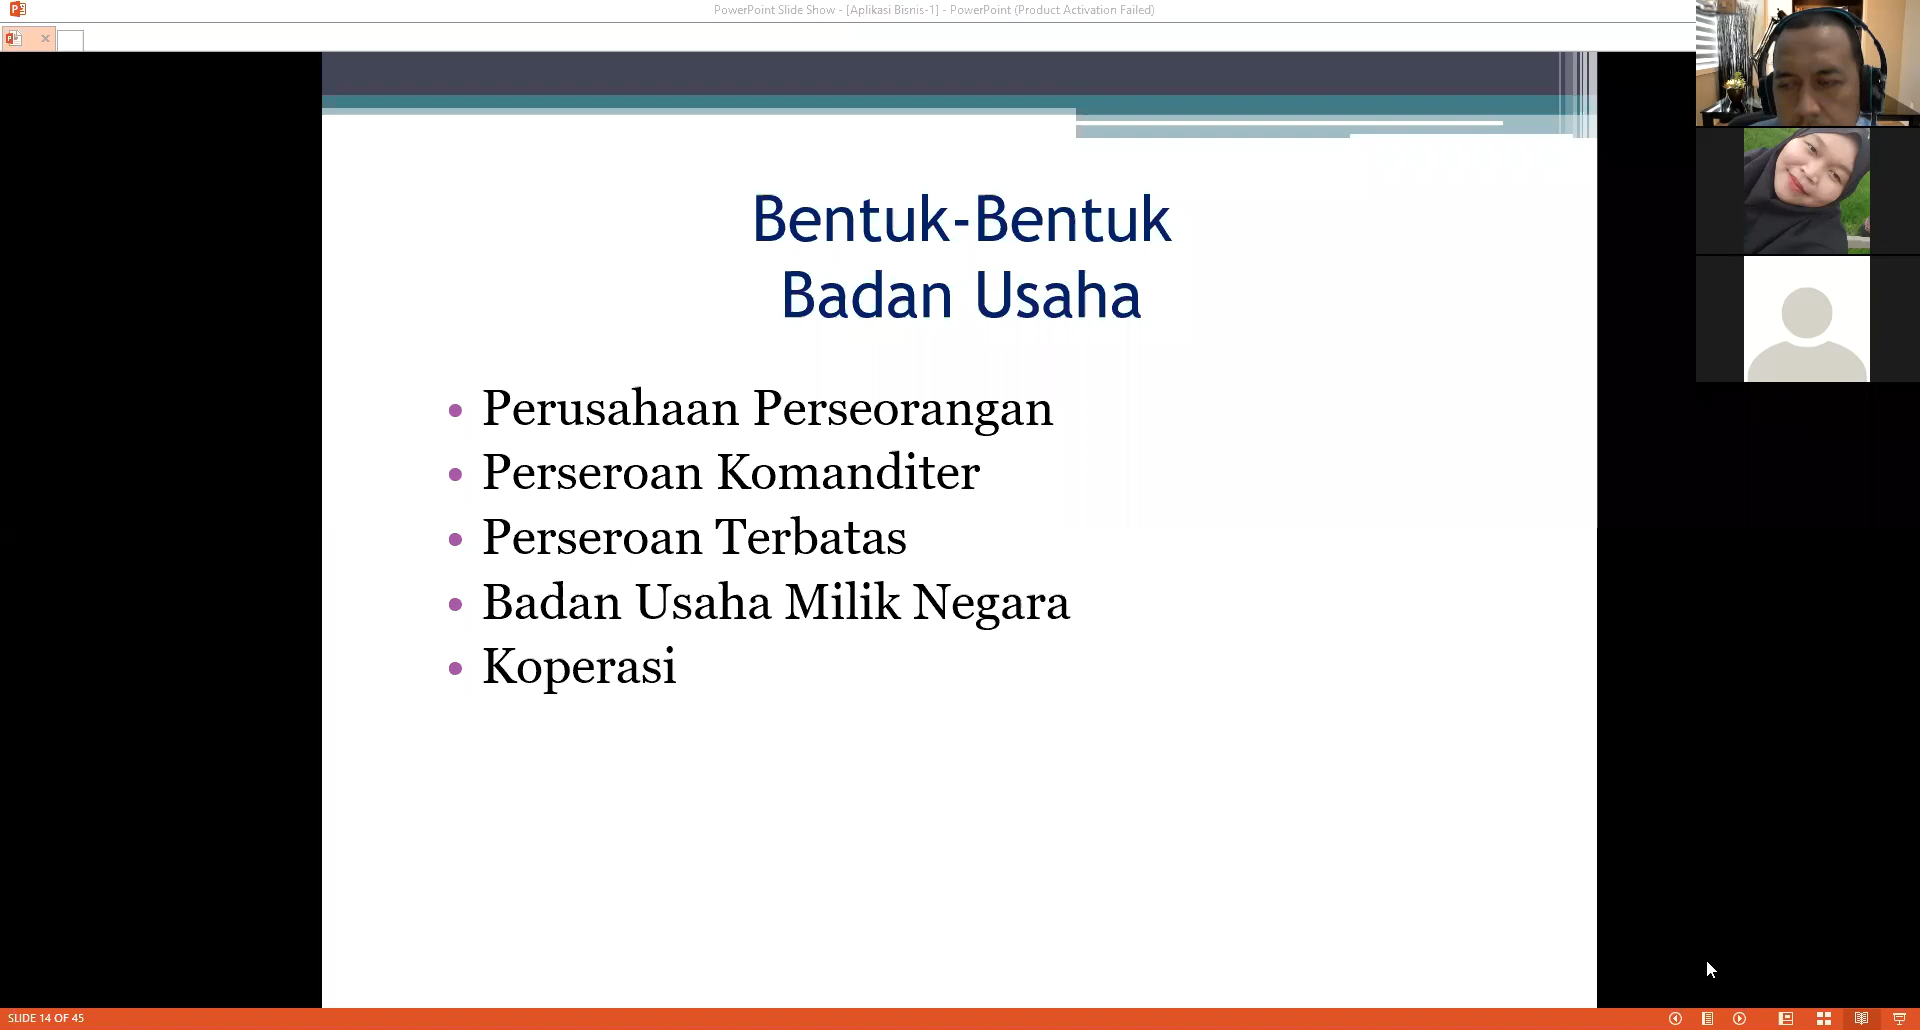 PowerPoint Slide Show - [Aplikasi Bisnis-1] - PowerPoint (Product Activation Failed)
Bentuk-Bentuk
Badan Usaha
• Perusahaan Perseorangan
• Perseroan Komanditer
• Perseroan Terbatas
• Badan Usaha Milik Negara
• Koperasi
SLIDE 14 OF 45